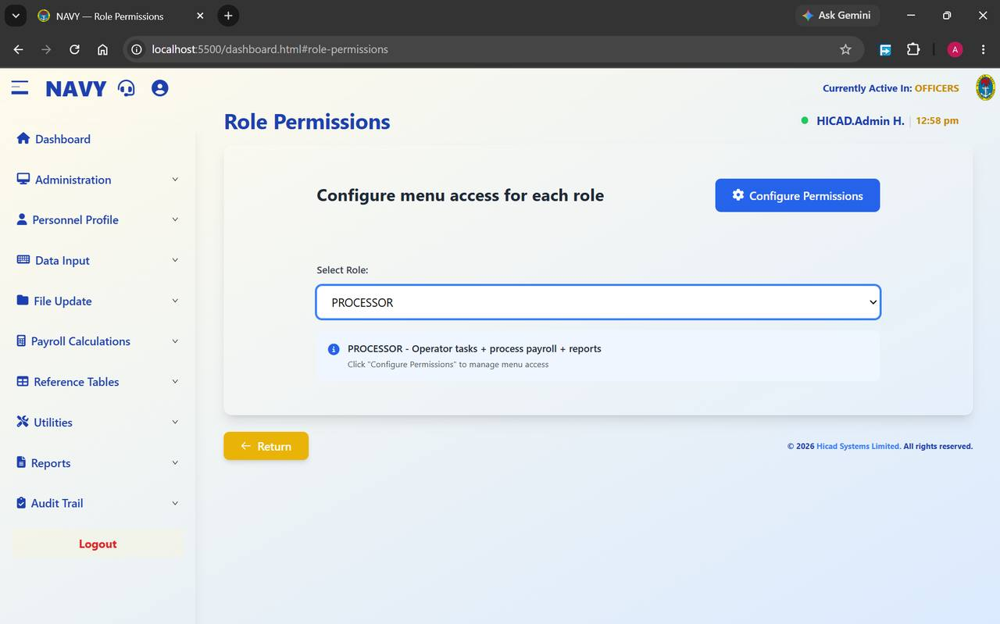 NAVY — Role Permissions
Ask Gemini
localhost:5500/dashboard.html#role-permissions
A
NAVY
Currently Active In: OFFICERS
Role Permissions
HICAD.Admin H. | 12:58 pm
Dashboard
Administration
Personnel Profile
Data Input
File Update
Payroll Calculations
Reference Tables
Utilities
Reports
Audit Trail
Logout
Configure menu access for each role
Configure Permissions
Select Role:
PROCESSOR
PROCESSOR - Operator tasks + process payroll + reports
Click "Configure Permissions" to manage menu access
Return
© 2026 Hicad Systems Limited. All rights reserved.